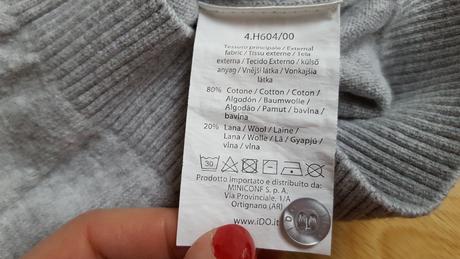 4.H604/00
Tessuto principale / External
fabric / Tissu externe / Tela
externa / Tecido Externo / külső
anyag / Vnější látka / Vonkajšia
látka
80% Cotone / Cotton / Coton /
Algodón / Baumwolle /
Algodão / Pamut / bavlna /
bavlna
20% Lana / Wool / Laine /
Lana / Wolle / Lã / Gyapjú /
vlna / vlna
30
Prodotto importato e distribuito da:
MINICONF S. p. A.
Via Provinciale, 1/A
Ortignano (AR)
www.iDO.it